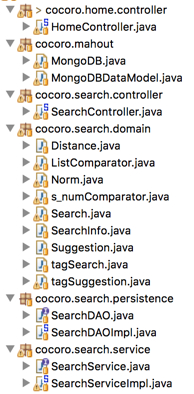 > cocoro.home.controller
HomeController.java
cocoro.mahout
MongoDB.java
MongoDBDataModel.java
cocoro.search.controller
SearchController.java
cocoro.search.domain
Distance.java
ListComparator.java
Norm.java
s_numComparator.java
Search.java
SearchInfo.java
Suggestion.java
tagSearch.java
tagSuggestion.java
cocoro.search.persistence
SearchDAO.java
SearchDAOImpl.java
cocoro.search.service
SearchService.java
SearchServiceImpl.java